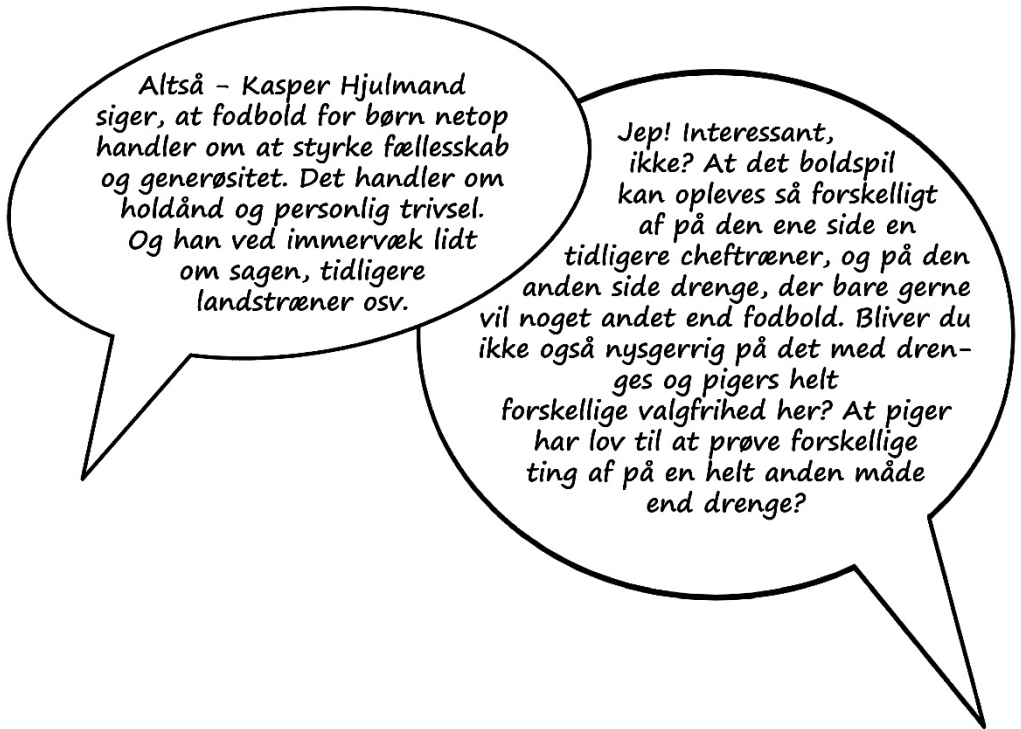 Altså - Kasper Hjulmand
siger, at fodbold for børn netop
handler om at styrke fællesskab
og generøsitet. Det handler om
holdånd og personlig trivsel.
Og han ved immervæk lidt
om sagen, tidligere
landstræner osv.
Jep! Interessant,
ikke? At det boldspil
kan opleves så forskelligt
af på den ene side en
tidligere cheftræner, og på den
anden side drenge, der bare gerne
vil noget andet end fodbold. Bliver du
ikke også nysgerrig på det med dren-
ges og pigers helt
forskellige valgfrihed her? At piger
har lov til at prøve forskellige
ting af på en helt anden måde
end drenge?